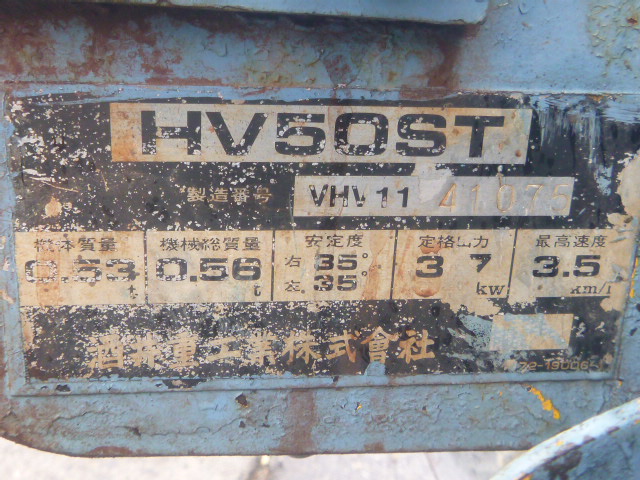 HV50ST
製造番号 VHV11 41075
機体質量 機械総質量 安定度 定格出力 最高速度
0.53 0.56 右 35° 3 7 3.5
t t 左 35° kw km/
酒井重工業株式會社